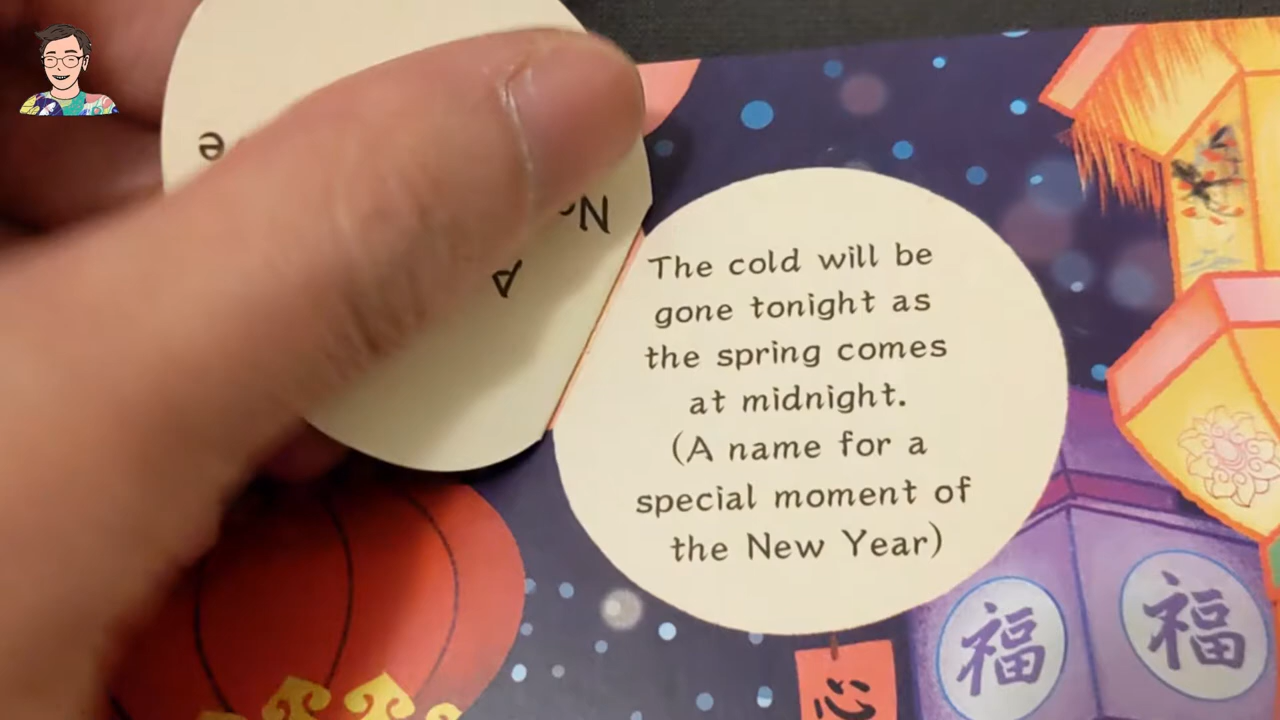 The cold will be
gone tonight as
the spring comes
at midnight.
(A name for a
special moment of
the New Year)
福
福
心